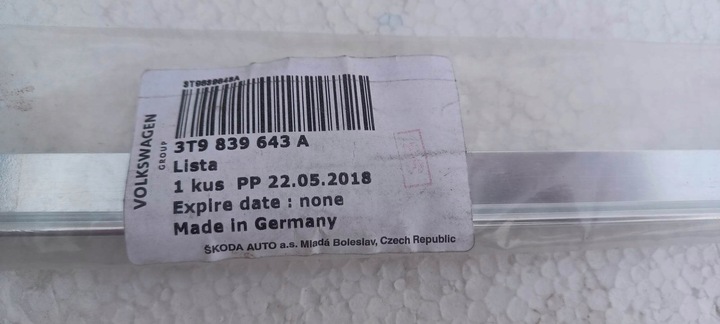 3T9839643A
VOLKSWAGEN
GROUP
3T9 839 643 A
Lista
1 kus PP 22.05.2018
Expire date : none
Made in Germany
ŠKODA AUTO a.s. Mladá Boleslav, Czech Republic